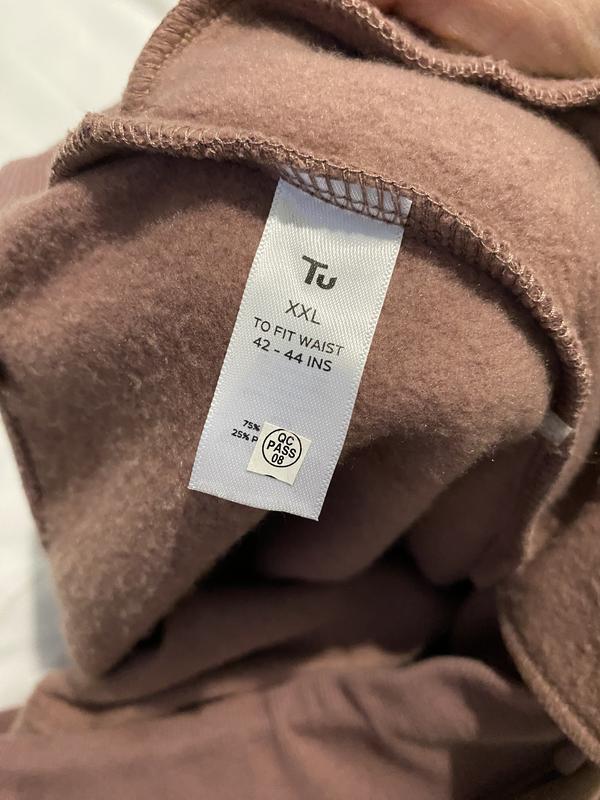 Tu
XXL
TO FIT WAIST
42 - 44 INS
75%
25% P
QC
PASS
08